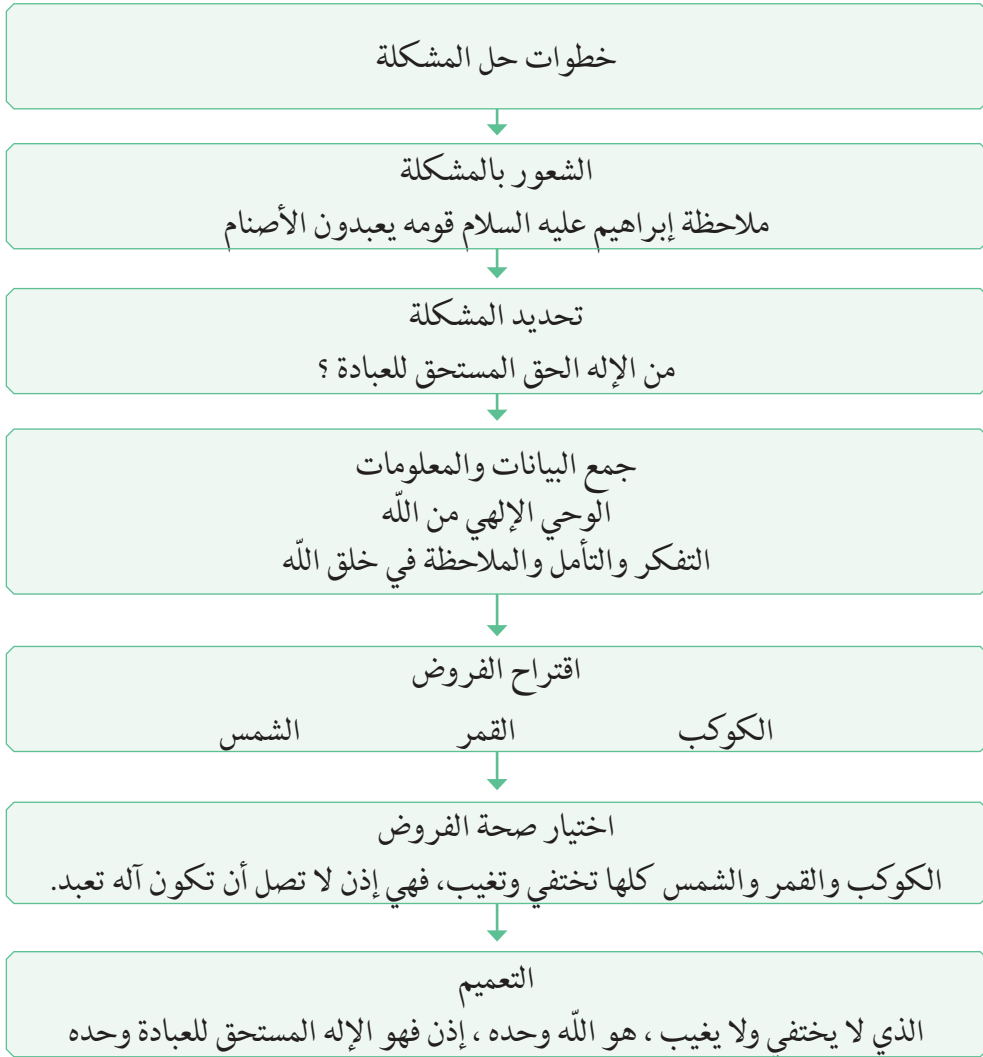 خطوات حل المشكلة
الشعور بالمشكلة
ملاحظة إبراهيم عليه السلام قومه يعبدون الأصنام
تحديد المشكلة
من الإله الحق المستحق للعبادة ؟
جمع البيانات والمعلومات
الوحي الإلهي من اللّه
التفكر والتأمل والملاحظة في خلق اللّه
اقتراح الفروض
الكوكب القمر الشمس
اختيار صحة الفروض
الكوكب والقمر والشمس كلها تختفي وتغيب، فهي إذن لا تصل أن تكون آله تعبد.
التعميم
الذي لا يختفي ولا يغيب ، هو اللّه وحده ، إذن فهو الإله المستحق للعبادة وحده